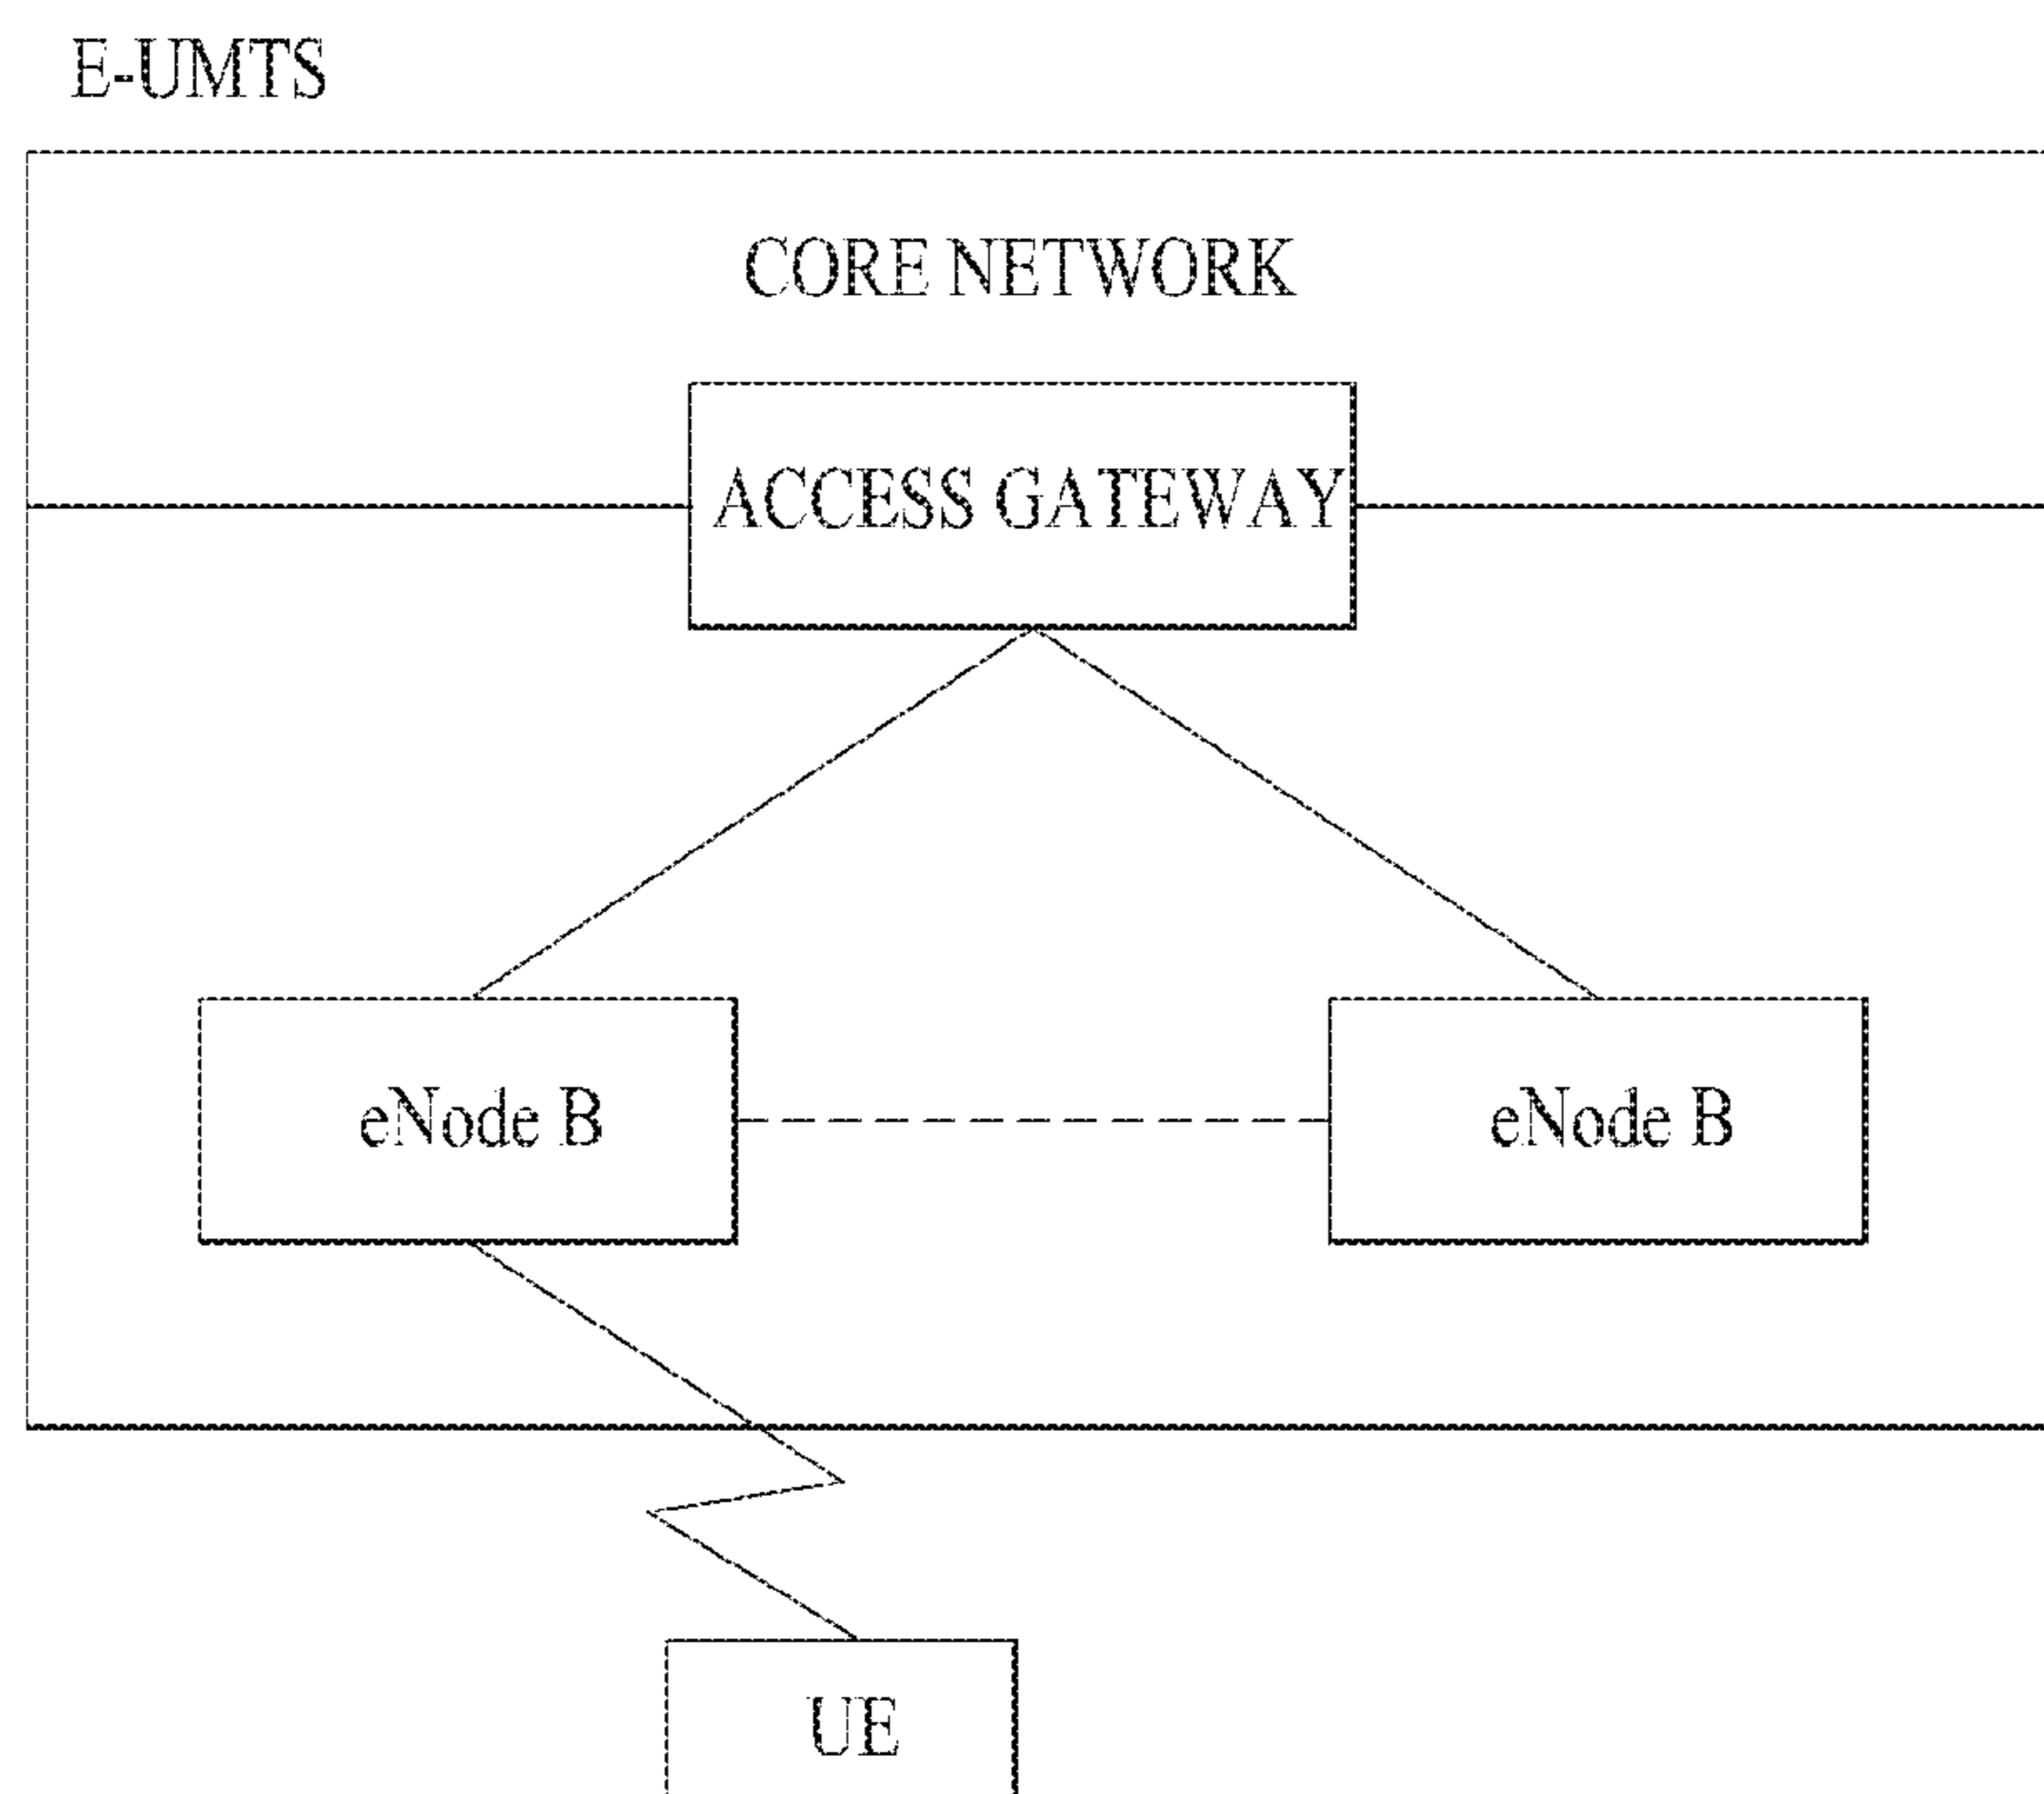 E-UMTS
CORE NETWORK
ACCESS GATEWAY
eNode B
eNode B
UE